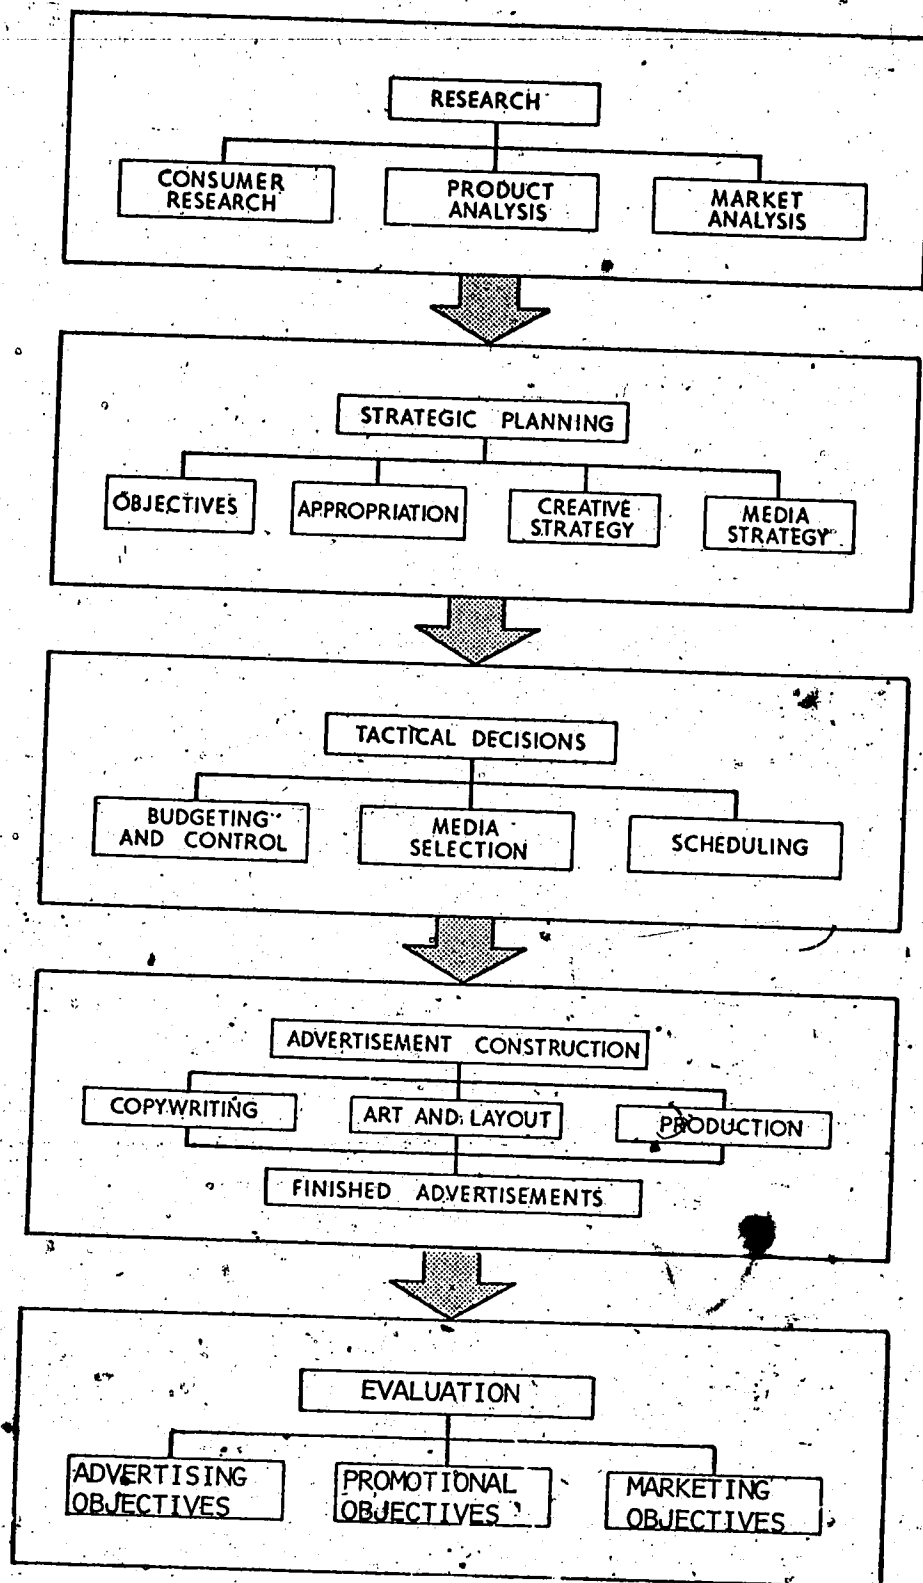 RESEARCH
CONSUMER
RESEARCH
PRODUCT
ANALYSIS
MARKET
ANALYSIS
STRATEGIC PLANNING
OBJECTIVES
APPROPRIATION
CREATIVE
STRATEGY
MEDIA
STRATEGY
TACTICAL DECISIONS
BUDGETING
AND CONTROL
MEDIA
SELECTION
SCHEDULING
ADVERTISEMENT CONSTRUCTION
COPYWRITING
ART AND LAYOUT
PRODUCTION
FINISHED ADVERTISEMENTS
EVALUATION
ADVERTISING
OBJECTIVES
PROMOTIONAL
OBJECTIVES
MARKETING
OBJECTIVES